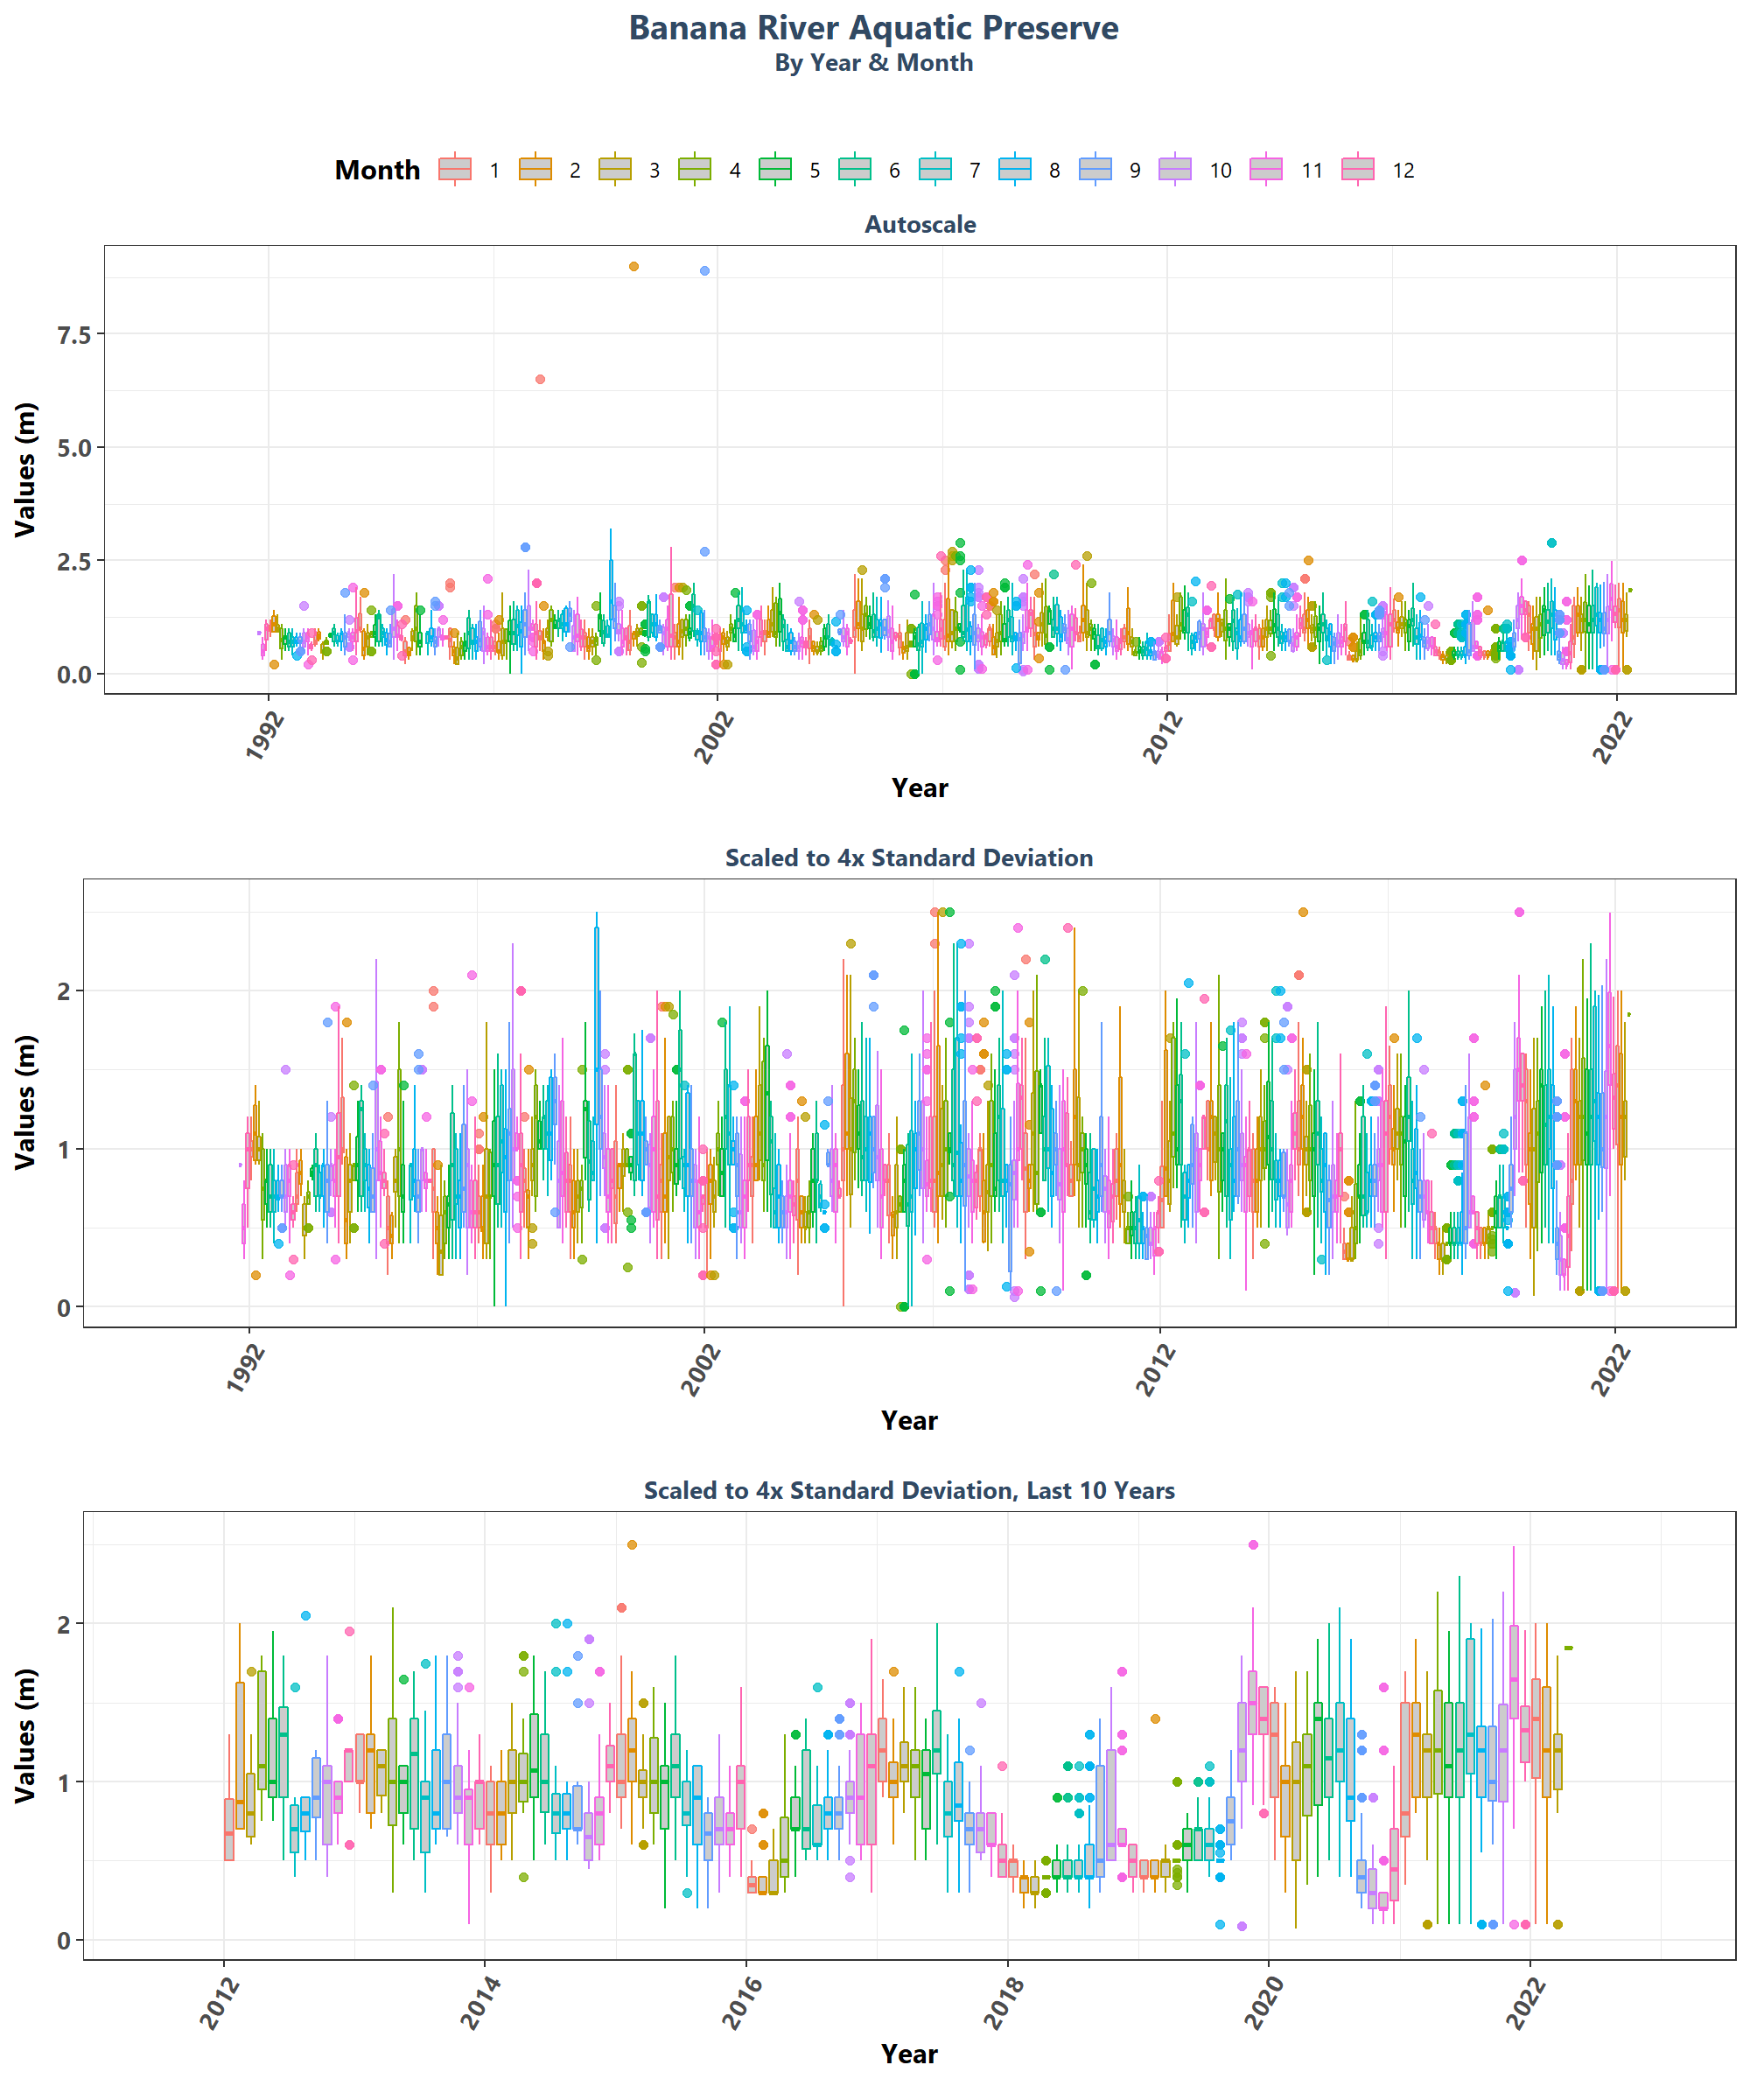 Banana River Aquatic Preserve
By Year & Month
Month 1 2 3 4 5 6 7 8 9 10 11 12
Autoscale
Values (m)
7.5
5.0
2.5
0.0
1992 2002 2012 2022
Year
Scaled to 4x Standard Deviation
Values (m)
2
1
0
1992 2002 2012 2022
Year
Scaled to 4x Standard Deviation, Last 10 Years
Values (m)
2
1
0
2012 2014 2016 2018 2020 2022
Year